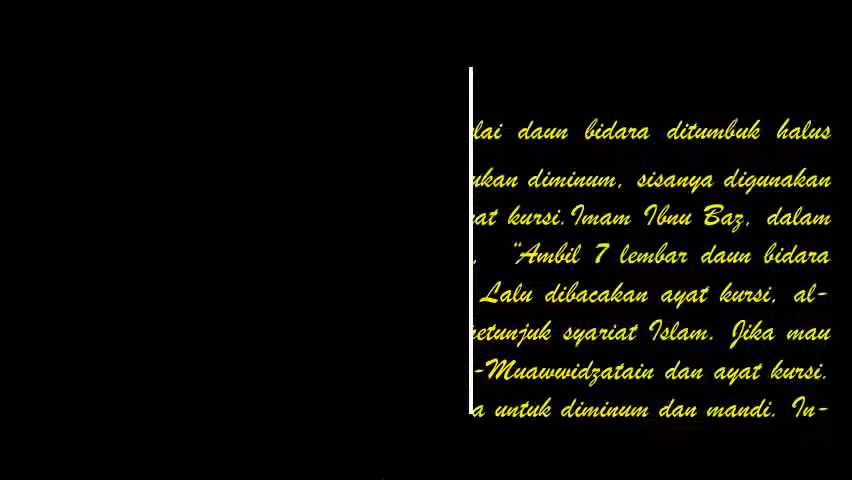 daun bidara ditumbuk halus
diminum, sisanya digunakan
kursi. Imam Ibnu Baz, dalam
“Ambil 7 lembar daun bidara
Lalu dibacakan ayat kursi, al-
syariat Islam. Jika mau
-Muawwidzatain dan ayat kursi.
untuk diminum dan mandi. In-